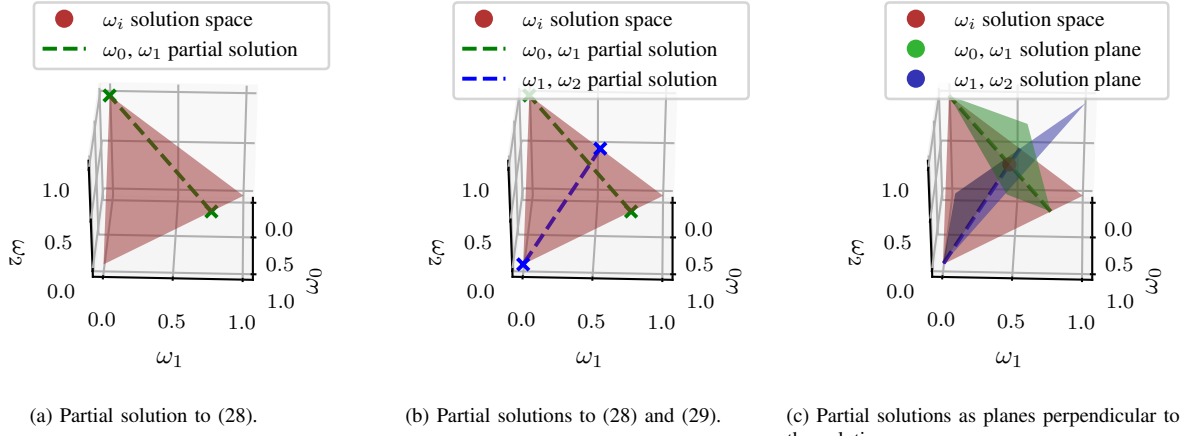 ω_i solution space
ω_0, ω_1 partial solution
1.0
0.5
0.0
ω_2
0.0
0.5
1.0
ω_0
0.0
0.5
1.0
ω_1
(a) Partial solution to (28).
ω_i solution space
ω_0, ω_1 partial solution
ω_1, ω_2 partial solution
1.0
0.5
0.0
ω_2
0.0
0.5
1.0
ω_0
0.0
0.5
1.0
ω_1
(b) Partial solutions to (28) and (29).
ω_i solution space
ω_0, ω_1 solution plane
ω_1, ω_2 solution plane
1.0
0.5
0.0
ω_2
0.0
0.5
1.0
ω_0
0.0
0.5
1.0
ω_1
(c) Partial solutions as planes perpendicular to